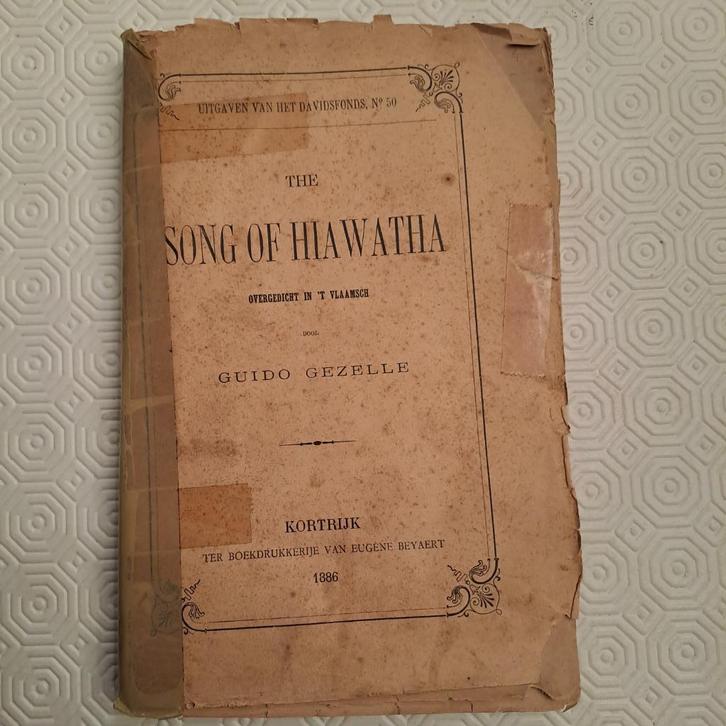 UITGAVEN VAN HET DAVIDSFONDS, Nº 50
THE
SONG OF HIAWATHA
OVERGEDICHT IN 'T VLAAMSCH
DOOR
GUIDO GEZELLE
KORTRIJK
TER BOEKDRUKKERIJE VAN EUGÈNE BEYAERT
1886